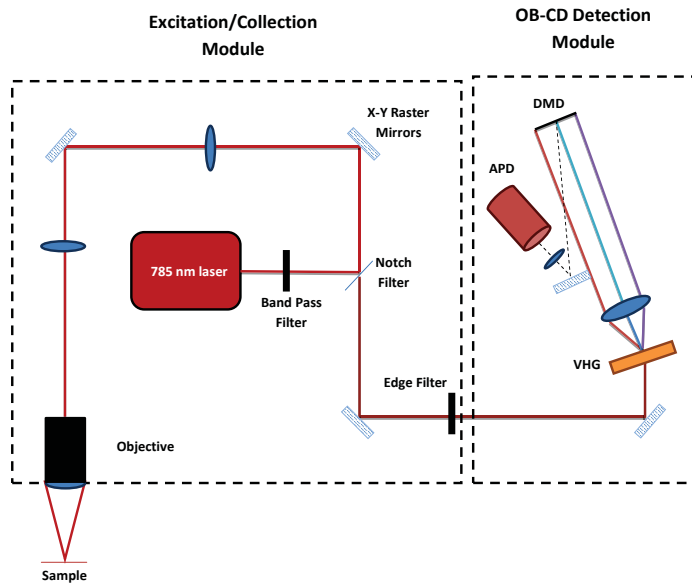 Excitation/Collection
Module
OB-CD Detection
Module
X-Y Raster
Mirrors
DMD
APD
785 nm laser
Notch
Filter
Band Pass
Filter
VHG
Edge Filter
Objective
Sample